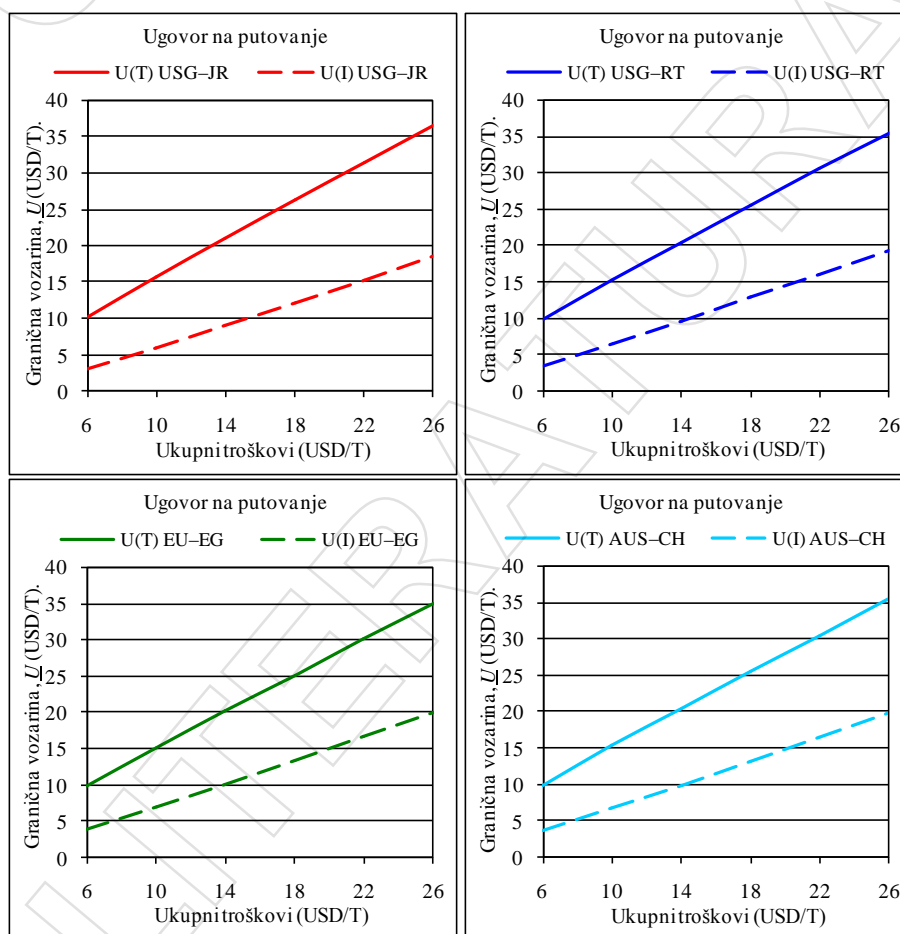 Ugovor na putovanje
U(T) USG–JR U(I) USG–JR
Granična vozarina, U (USD/T).
40
35
30
25
20
15
10
5
0
6 10 14 18 22 26
Ukupni troškovi (USD/T)
Ugovor na putovanje
U(T) USG–RT U(I) USG–RT
Granična vozarina, U (USD/T).
40
35
30
25
20
15
10
5
0
6 10 14 18 22 26
Ukupni troškovi (USD/T)
Ugovor na putovanje
U(T) EU–EG U(I) EU–EG
Granična vozarina, U (USD/T).
40
35
30
25
20
15
10
5
0
6 10 14 18 22 26
Ukupni troškovi (USD/T)
Ugovor na putovanje
U(T) AUS–CH U(I) AUS–CH
Granična vozarina, U (USD/T).
40
35
30
25
20
15
10
5
0
6 10 14 18 22 26
Ukupni troškovi (USD/T)
LITERATURA